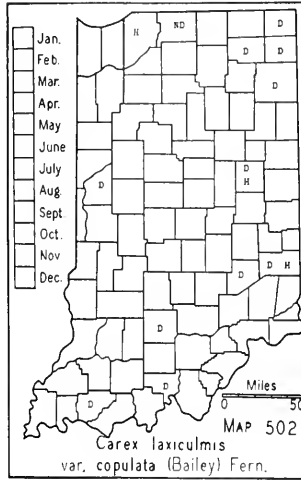 Jan.
Feb.
Mar.
Apr.
May
June
July
Aug.
Sept.
Oct.
Nov
Dec.
H
ND
D
D
D
D
D
D
H
D
D
H
D
D
D
Miles
0
50
MAP 502
Carex laxiculmis
var. copulata (Bailey) Fern.